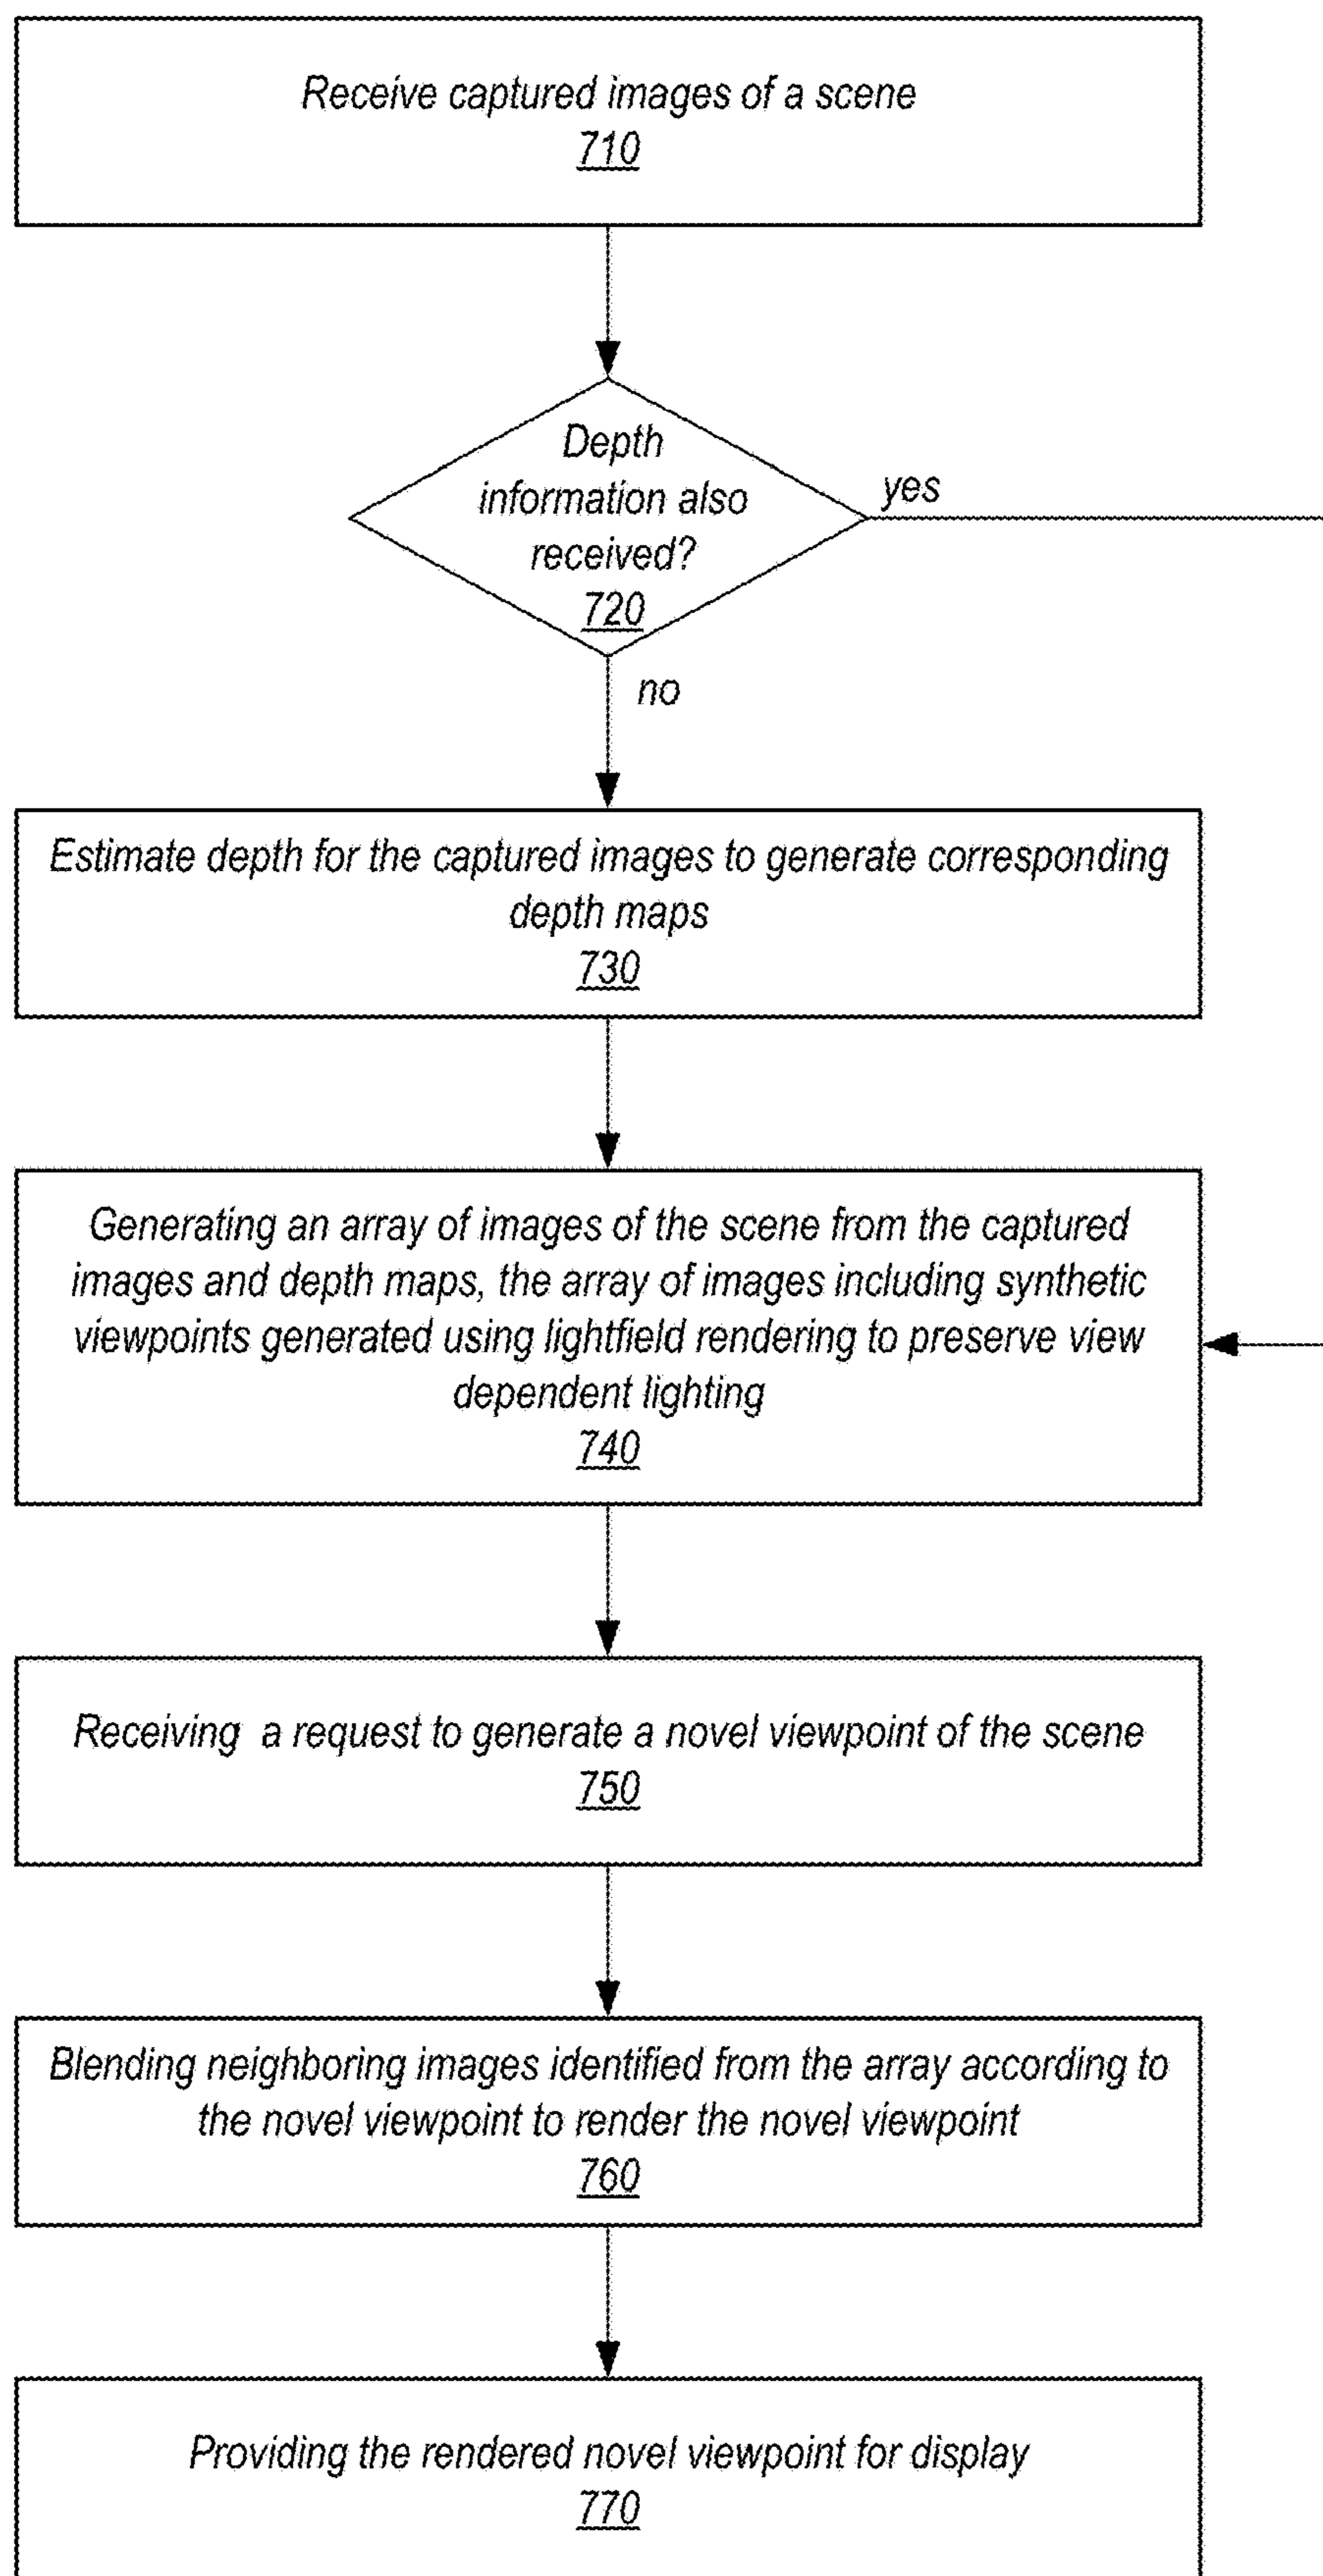 Receive captured images of a scene
710
Depth
information also
received?
720
yes
no
Estimate depth for the captured images to generate corresponding
depth maps
730
Generating an array of images of the scene from the captured
images and depth maps, the array of images including synthetic
viewpoints generated using lightfield rendering to preserve view
dependent lighting
740
Receiving a request to generate a novel viewpoint of the scene
750
Blending neighboring images identified from the array according to
the novel viewpoint to render the novel viewpoint
760
Providing the rendered novel viewpoint for display
770